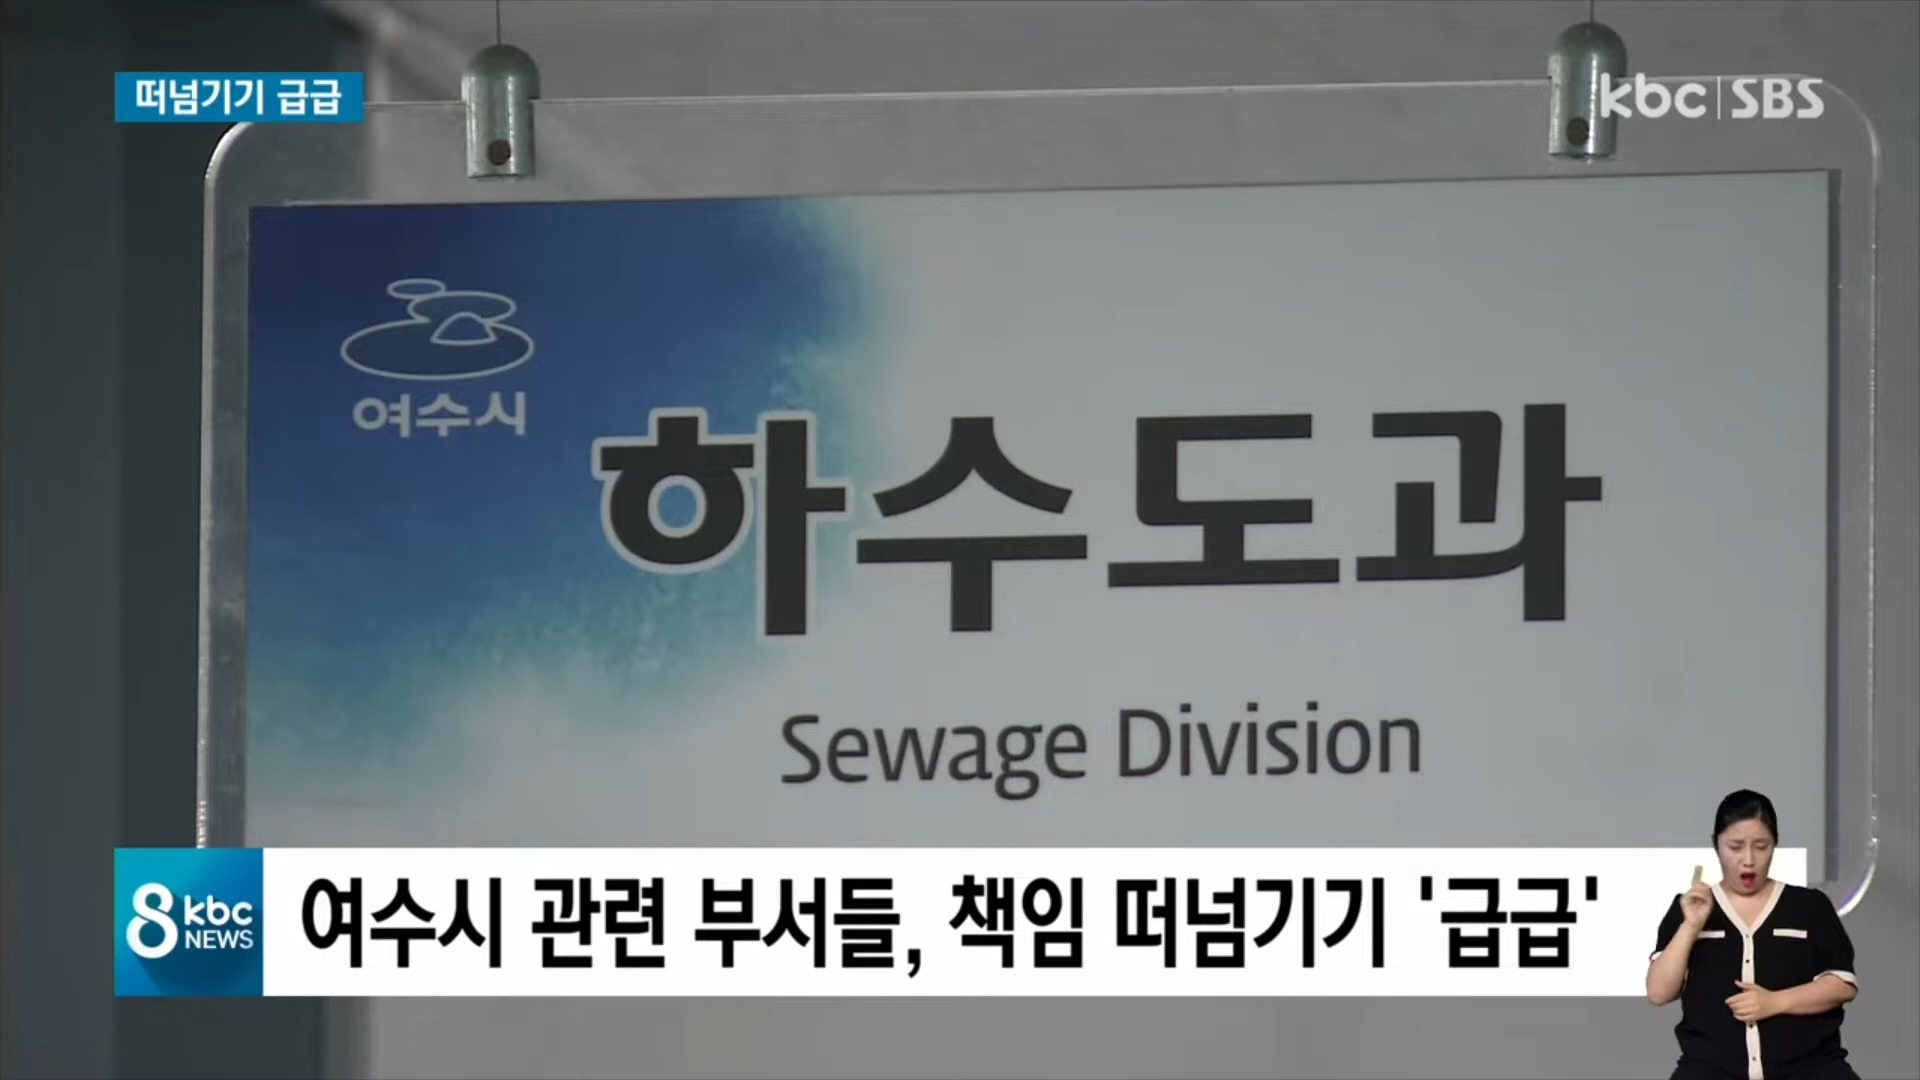 떠넘기기 급급
kbc | SBS
여수시
하수도과
Sewage Division
8 kbc NEWS
여수시 관련 부서들, 책임 떠넘기기 '급급'